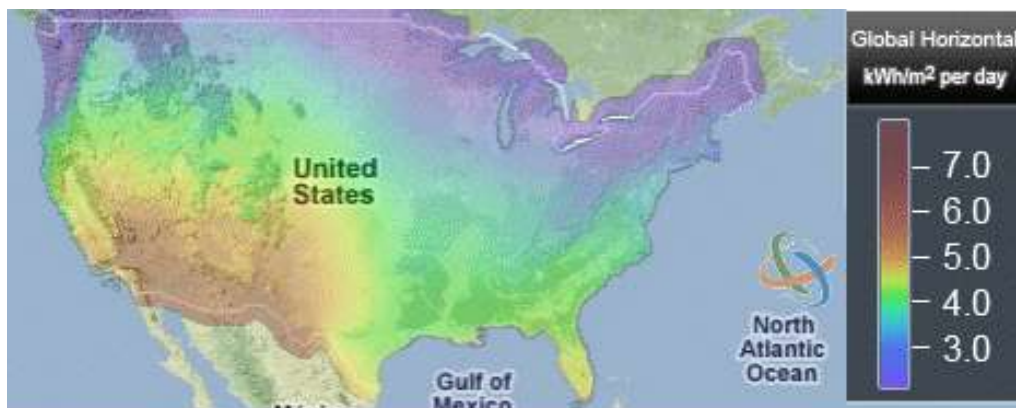 United
States
North
Atlantic
Ocean
Gulf of
Mexico
Global Horizontal
kWh/m² per day
7.0
6.0
5.0
4.0
3.0